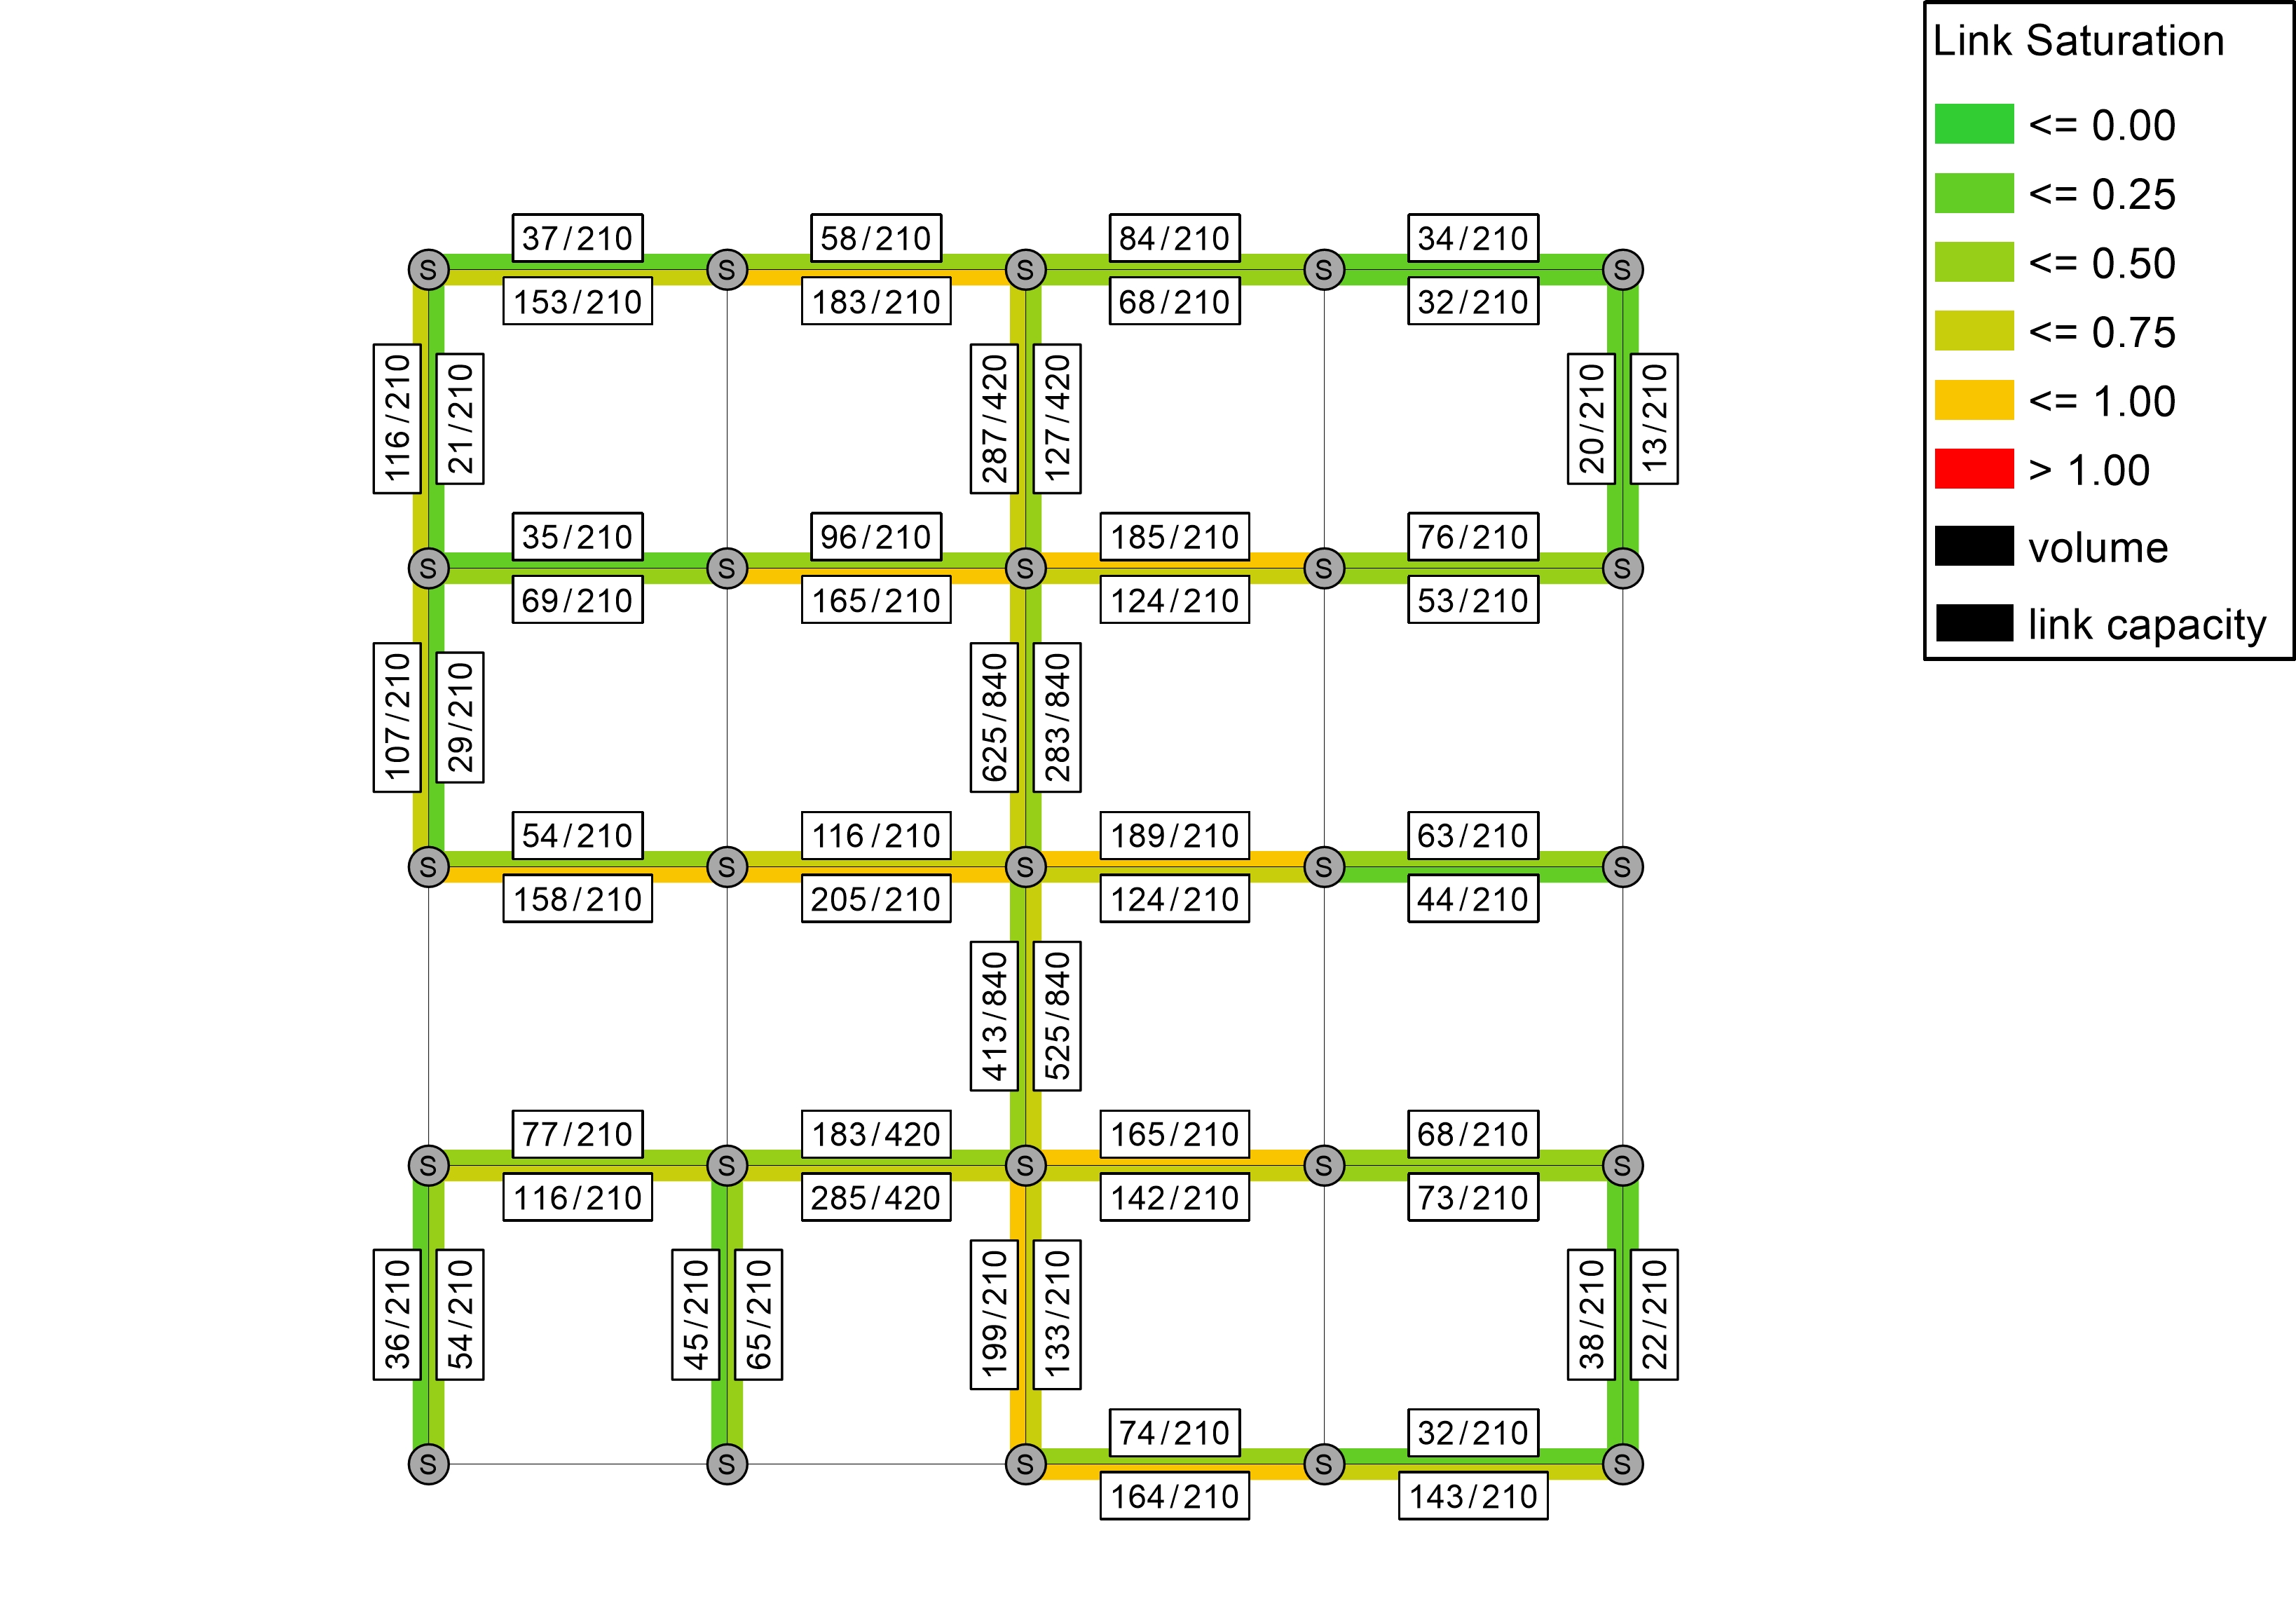 Link Saturation
<= 0.00
<= 0.25
<= 0.50
<= 0.75
<= 1.00
> 1.00
volume
link capacity
37/210
58/210
84/210
34/210
S
S
S
S
S
153/210
183/210
68/210
32/210
116/210
21/210
287/420
127/420
20/210
13/210
35/210
96/210
185/210
76/210
S
S
S
S
S
69/210
165/210
124/210
53/210
107/210
29/210
625/840
283/840
54/210
116/210
189/210
63/210
S
S
S
S
S
158/210
205/210
124/210
44/210
413/840
525/840
77/210
183/420
165/210
68/210
S
S
S
S
S
116/210
285/420
142/210
73/210
36/210
54/210
45/210
65/210
199/210
133/210
38/210
22/210
74/210
32/210
S
S
S
S
S
164/210
143/210